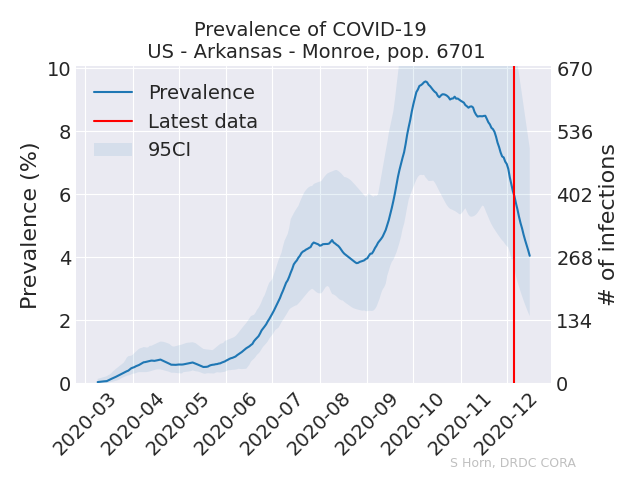 Prevalence of COVID-19
US - Arkansas - Monroe, pop. 6701
Prevalence
Latest data
95CI
Prevalence (%)
10
8
6
4
2
0
670
536
402
268
134
0
# of infections
2020-03
2020-04
2020-05
2020-06
2020-07
2020-08
2020-09
2020-10
2020-11
2020-12
S Horn, DRDC CORA